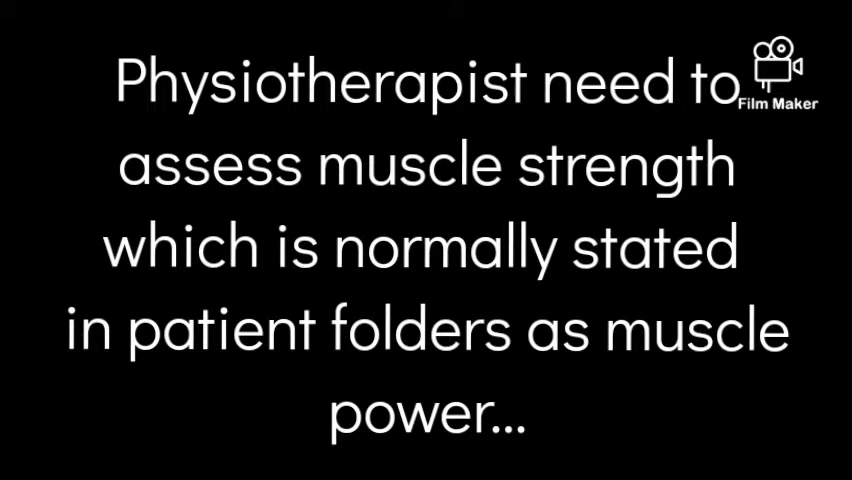 Physiotherapist need to
Film Maker
assess muscle strength
which is normally stated
in patient folders as muscle
power...